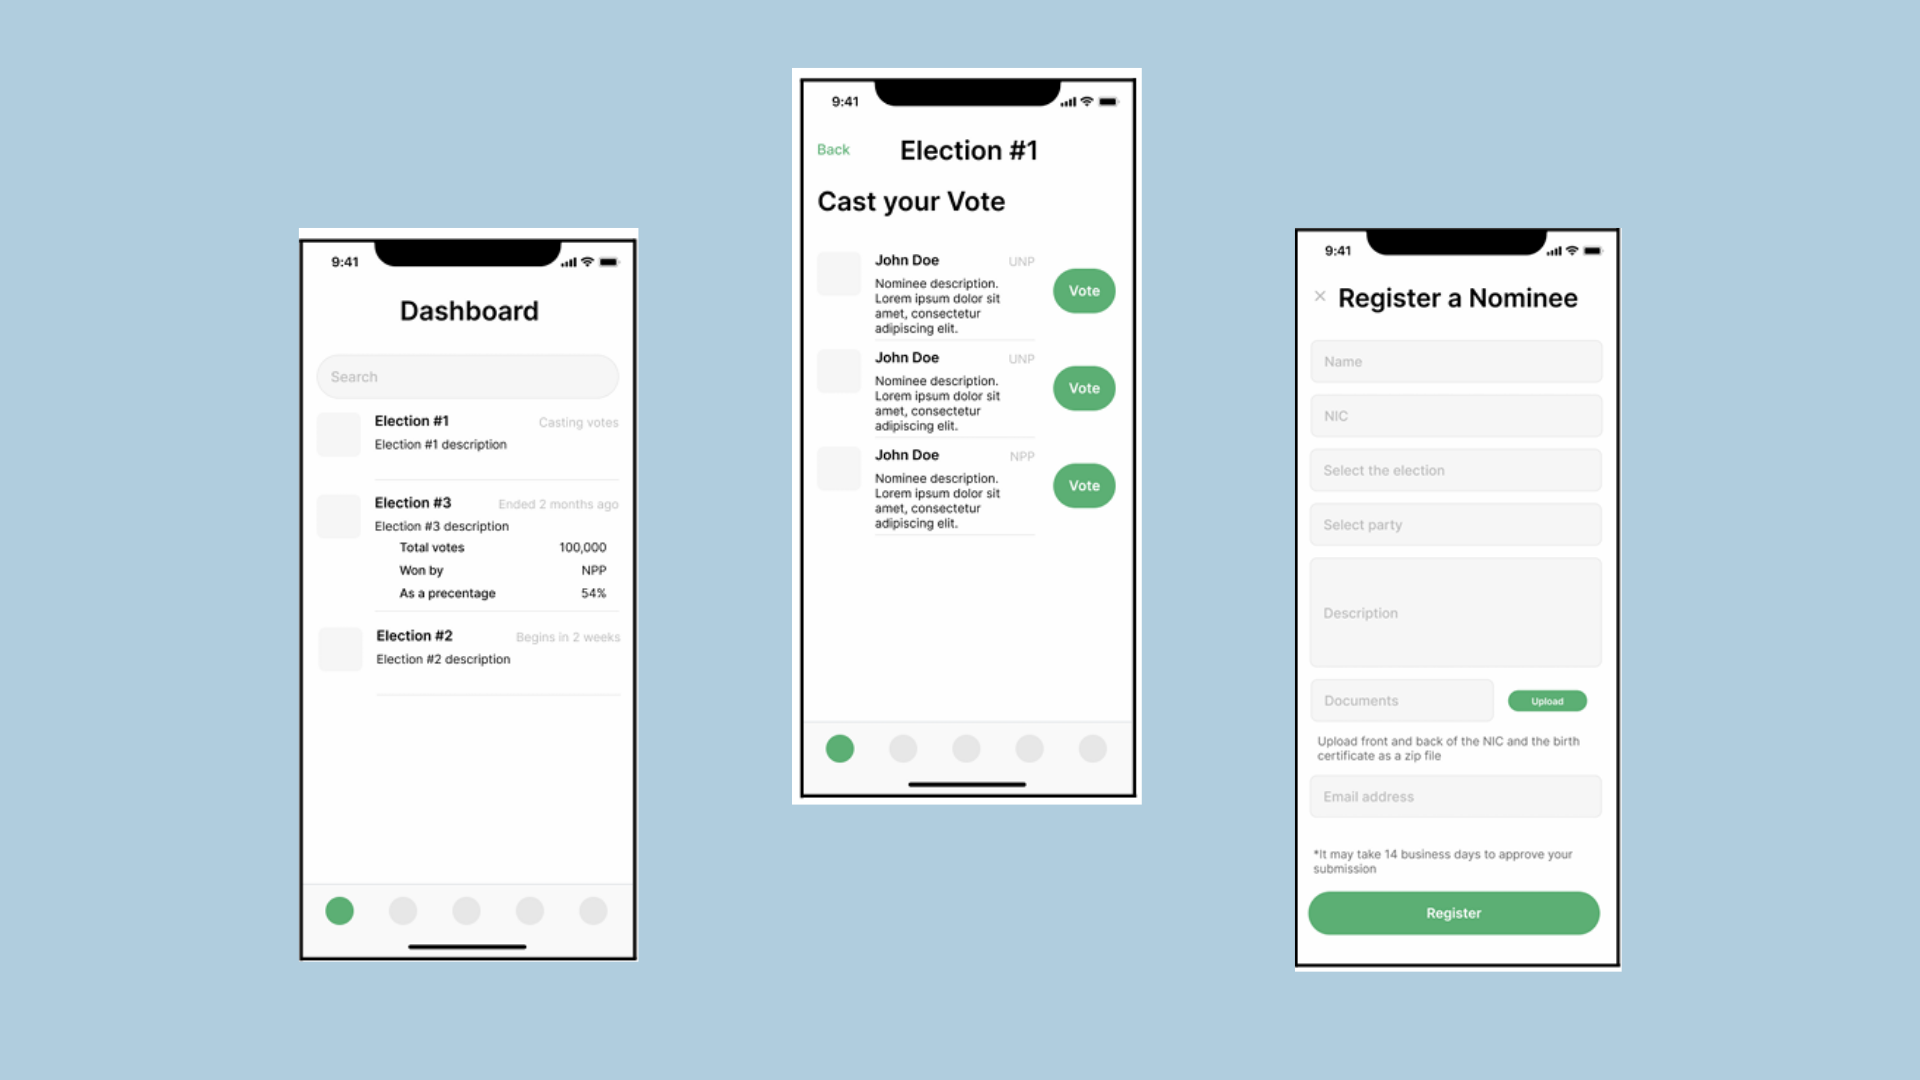 9:41
Dashboard
Search
Election #1
Casting votes
Election #1 description
Election #3
Ended 2 months ago
Election #3 description
Total votes
100,000
Won by
NPP
As a precentage
54%
Election #2
Begins in 2 weeks
Election #2 description
9:41
Back
Election #1
Cast your Vote
John Doe
UNP
Nominee description.
Lorem ipsum dolor sit
amet, consectetur
adipiscing elit.
Vote
John Doe
UNP
Nominee description.
Lorem ipsum dolor sit
amet, consectetur
adipiscing elit.
Vote
John Doe
NPP
Nominee description.
Lorem ipsum dolor sit
amet, consectetur
adipiscing elit.
Vote
9:41
× Register a Nominee
Name
NIC
Select the election
Select party
Description
Documents
Upload
Upload front and back of the NIC and the birth
certificate as a zip file
Email address
*It may take 14 business days to approve your
submission
Register